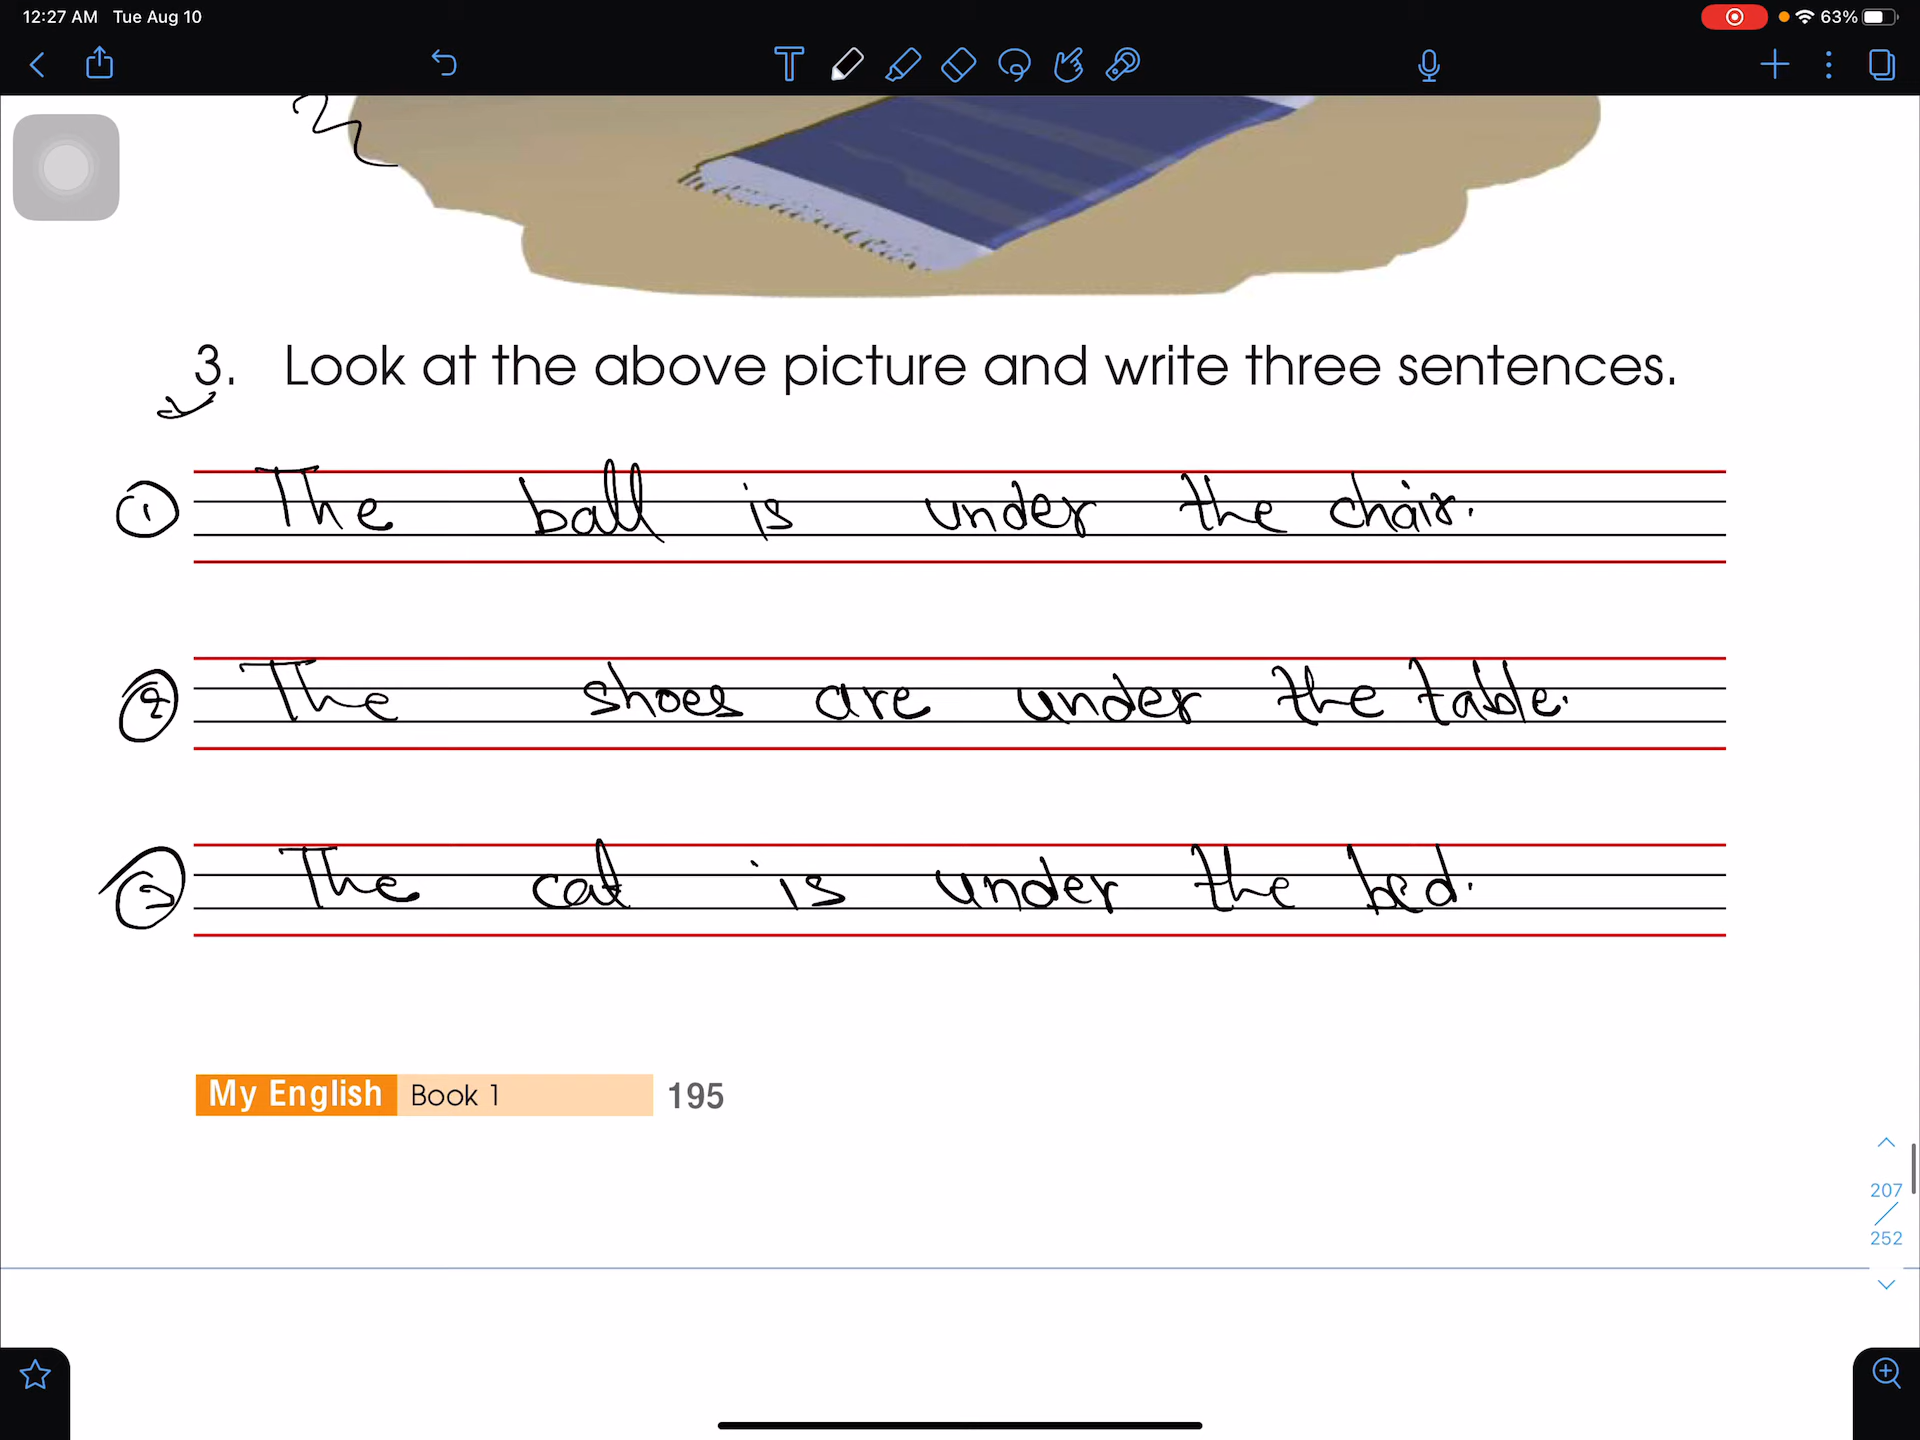 12:27 AM Tue Aug 10
63%
3. Look at the above picture and write three sentences.
1 The ball is under the chair.
2 The shoes are under the table.
3 The cat is under the bed.
My English Book 1 195
207
252